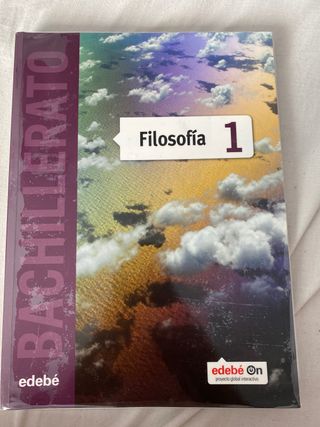 BACHILLERATO
Filosofía 1
edebé
edebé On
proyecto global interactivo